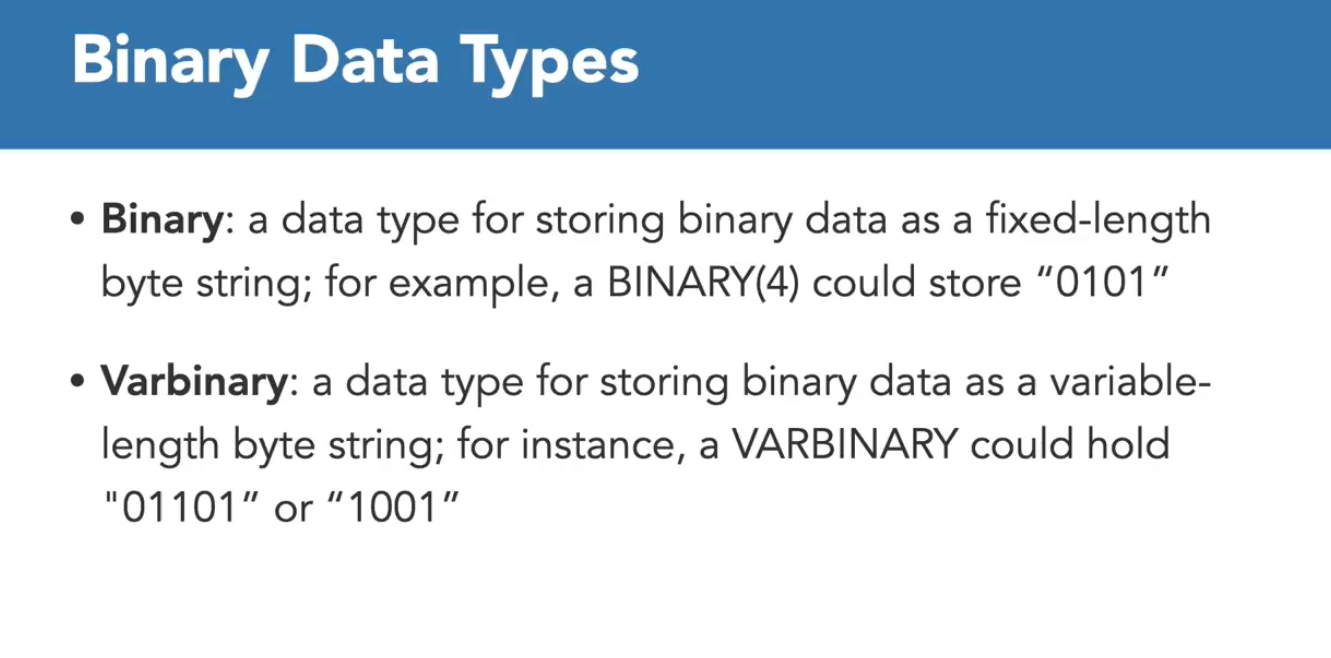 Binary Data Types
• Binary: a data type for storing binary data as a fixed-length
byte string; for example, a BINARY(4) could store “0101”
• Varbinary: a data type for storing binary data as a variable-
length byte string; for instance, a VARBINARY could hold
"01101” or “1001”